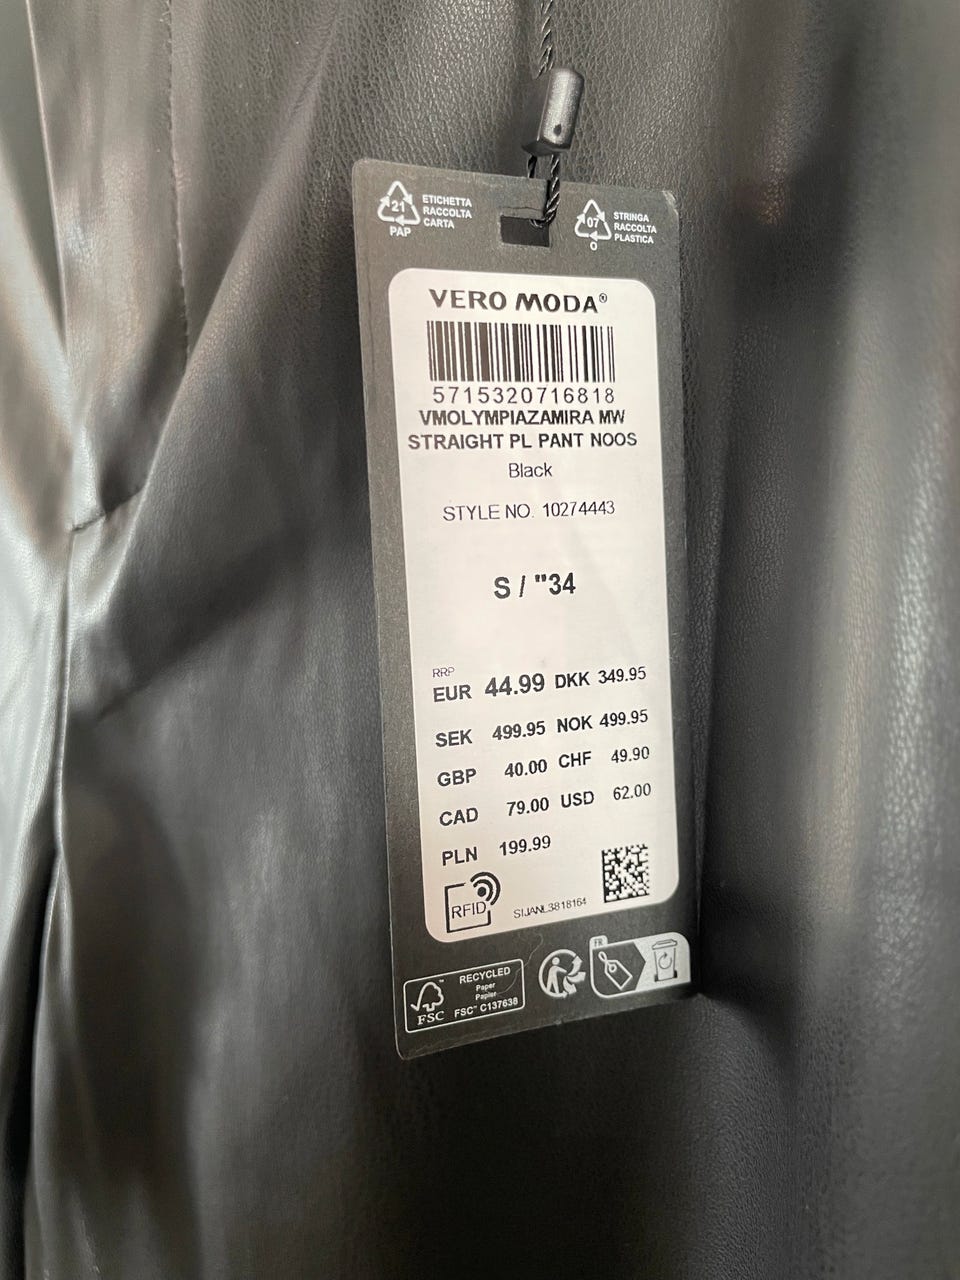 21
PAP
ETICHETTA
RACCOLTA
CARTA
07
O
STRINGA
RACCOLTA
PLASTICA
VERO MODA®
5715320716818
VMOLYMPIAZAMIRA MW
STRAIGHT PL PANT NOOS
Black
STYLE NO. 10274443
S / "34
RRP
EUR 44.99 DKK 349.95
SEK 499.95 NOK 499.95
GBP 40.00 CHF 49.90
CAD 79.00 USD 62.00
PLN 199.99
RFID
SIJANL3818164
FSC™
RECYCLED
Paper
Papier
FSC™ C137638
FR